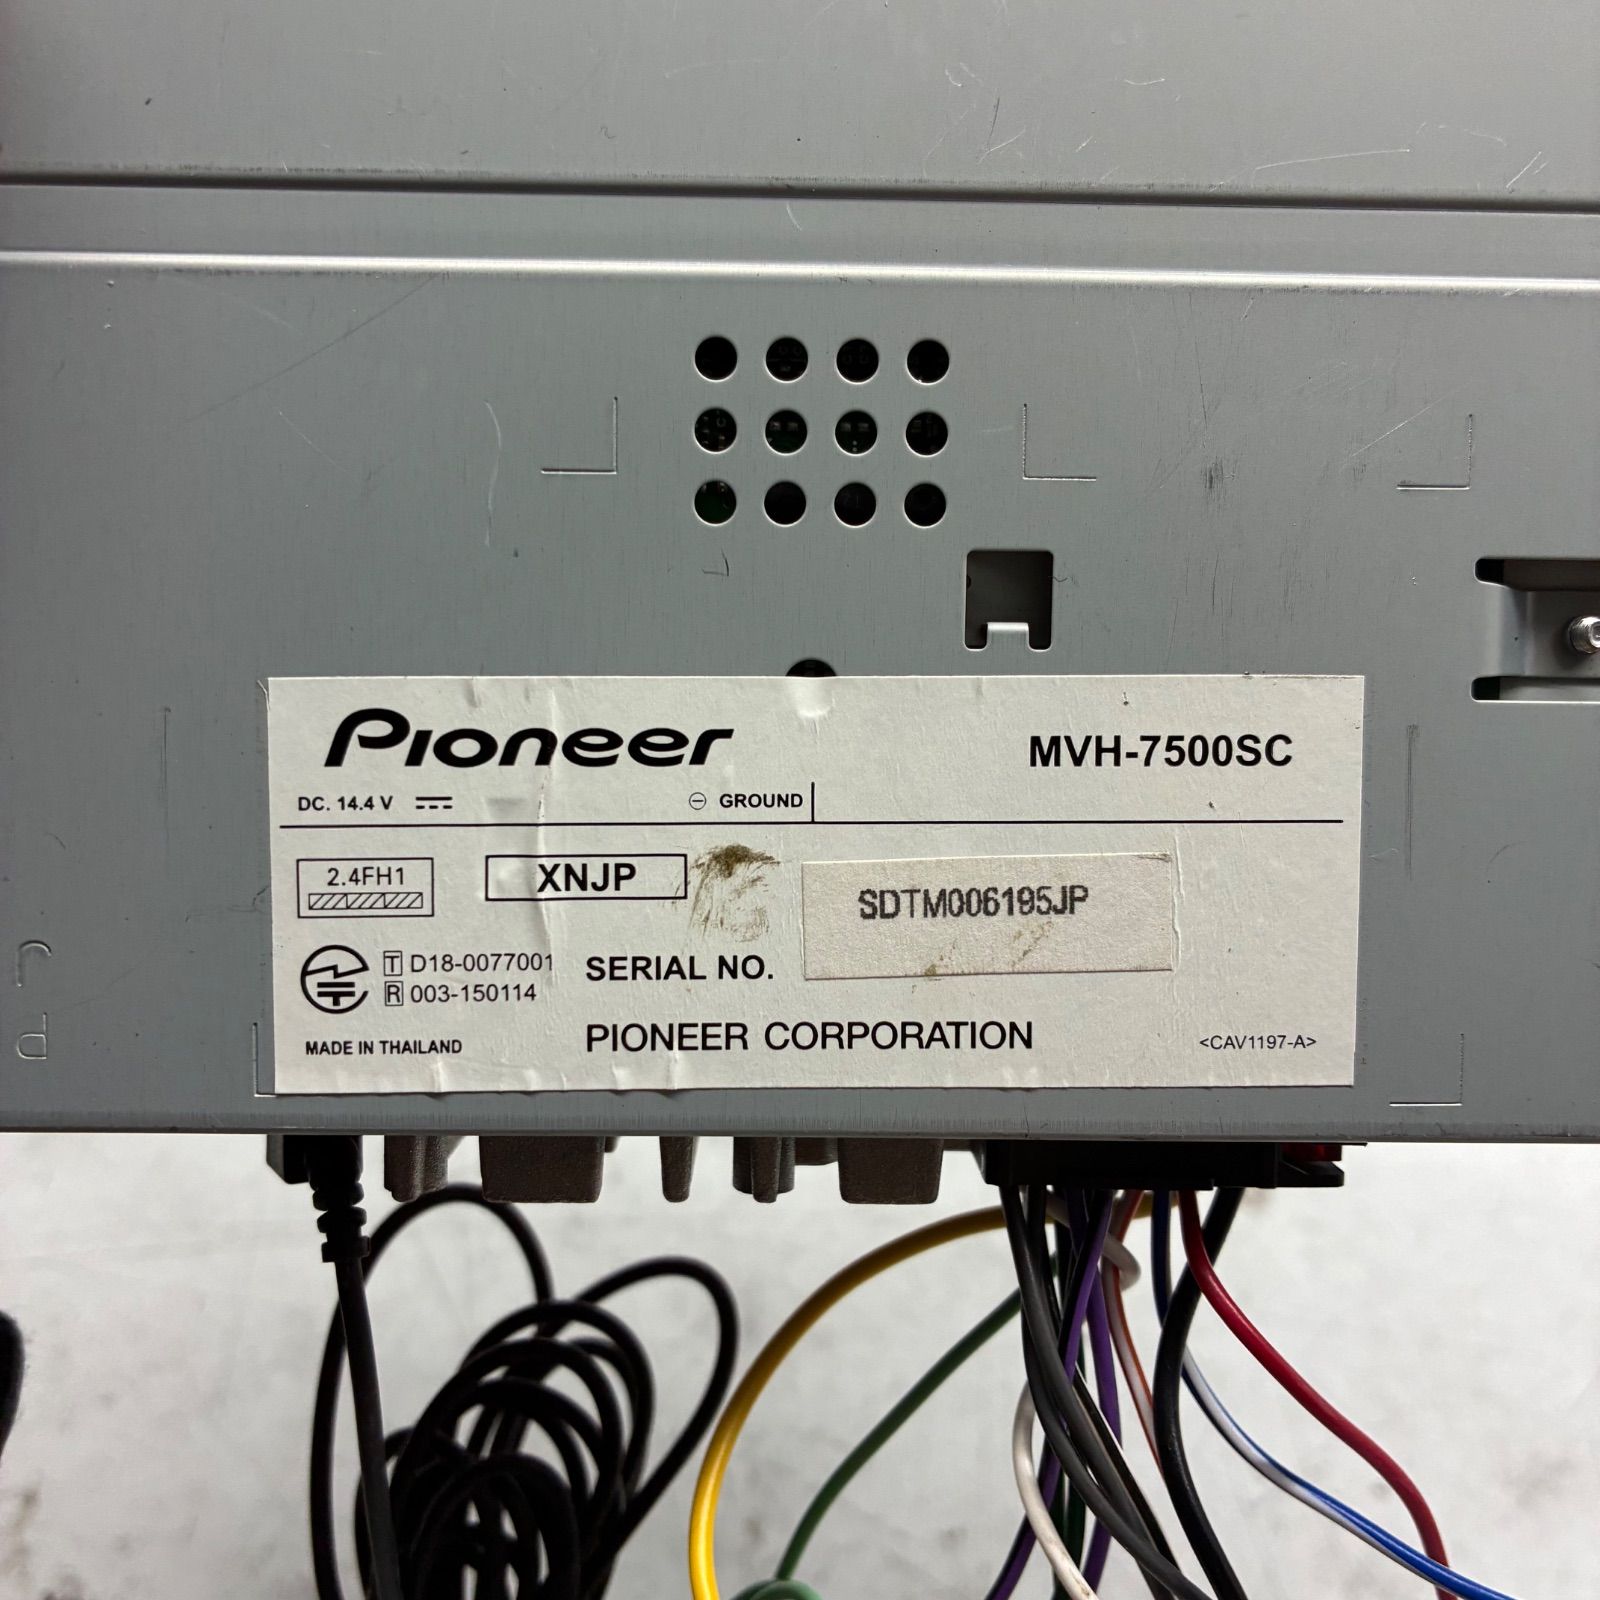 Pioneer
MVH-7500SC
DC. 14.4 V
⊖ GROUND
2.4FH1
XNJP
SDTM006195JP
T D18-0077001
R 003-150114
SERIAL NO.
MADE IN THAILAND
PIONEER CORPORATION
<CAV1197-A>